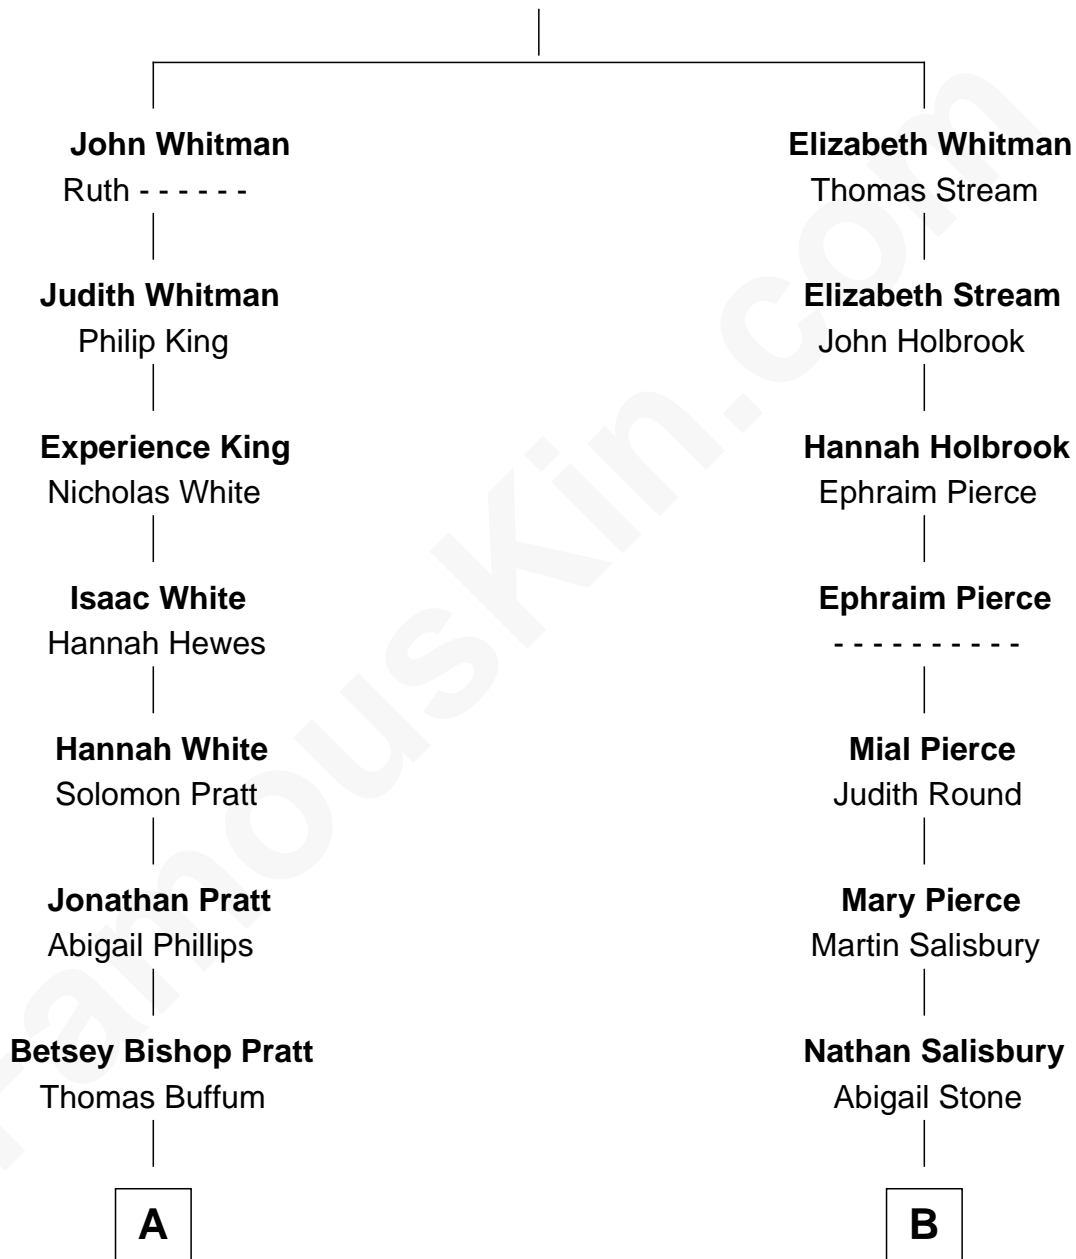 John Whitman
Ruth - - - - - -
Judith Whitman
Philip King
Experience King
Nicholas White
Isaac White
Hannah Hewes
Hannah White
Solomon Pratt
Jonathan Pratt
Abigail Phillips
Betsey Bishop Pratt
Thomas Buffum
A
Elizabeth Whitman
Thomas Stream
Elizabeth Stream
John Holbrook
Hannah Holbrook
Ephraim Pierce
Ephraim Pierce
- - - - - - - - - -
Mial Pierce
Judith Round
Mary Pierce
Martin Salisbury
Nathan Salisbury
Abigail Stone
B
FamousKin.com